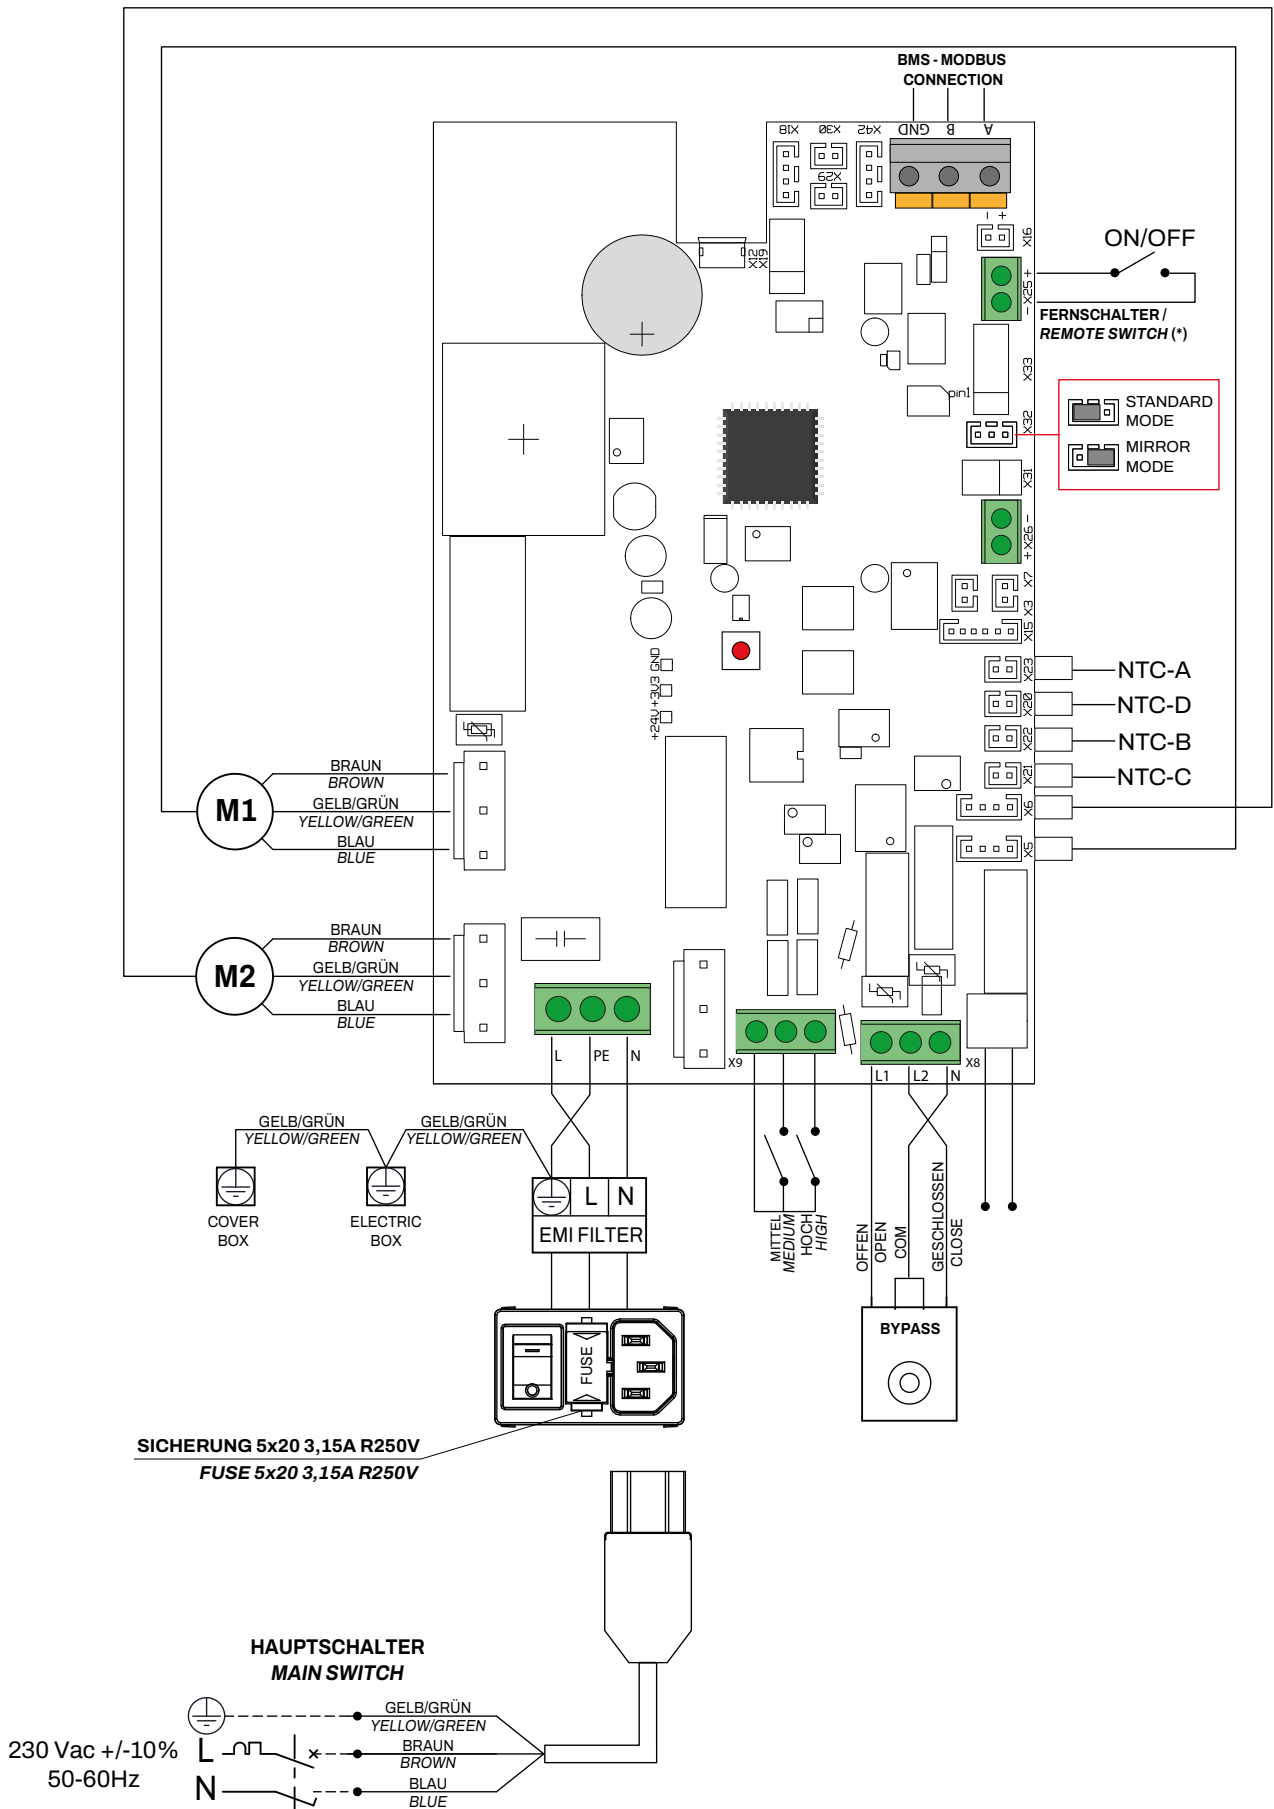 BMS - MODBUS
CONNECTION
X18
X30
X42
GND
B
A
X29
- +
X16
X12
X19
ON/OFF
+
X25
-
FERNSCHALTER /
REMOTE SWITCH (*)
X33
pin1
X32
STANDARD
MODE
MIRROR
MODE
X31
-
X26
+
X7
X3
X15
GND
+3V3
+24V
X23
NTC-A
X20
NTC-D
X22
NTC-B
X21
NTC-C
X6
X5
M1
BRAUN
BROWN
GELB/GRÜN
YELLOW/GREEN
BLAU
BLUE
M2
BRAUN
BROWN
GELB/GRÜN
YELLOW/GREEN
BLAU
BLUE
L PE N
X9
L1 L2 N
X8
GELB/GRÜN
YELLOW/GREEN
GELB/GRÜN
YELLOW/GREEN
COVER
BOX
ELECTRIC
BOX
L N
EMI FILTER
MITTEL
MEDIUM
HOCH
HIGH
OFFEN
OPEN
COM
GESCHLOSSEN
CLOSE
BYPASS
FUSE
SICHERUNG 5x20 3,15A R250V
FUSE 5x20 3,15A R250V
HAUPTSCHALTER
MAIN SWITCH
GELB/GRÜN
YELLOW/GREEN
230 Vac +/-10%
50-60Hz
L
BRAUN
BROWN
N
BLAU
BLUE